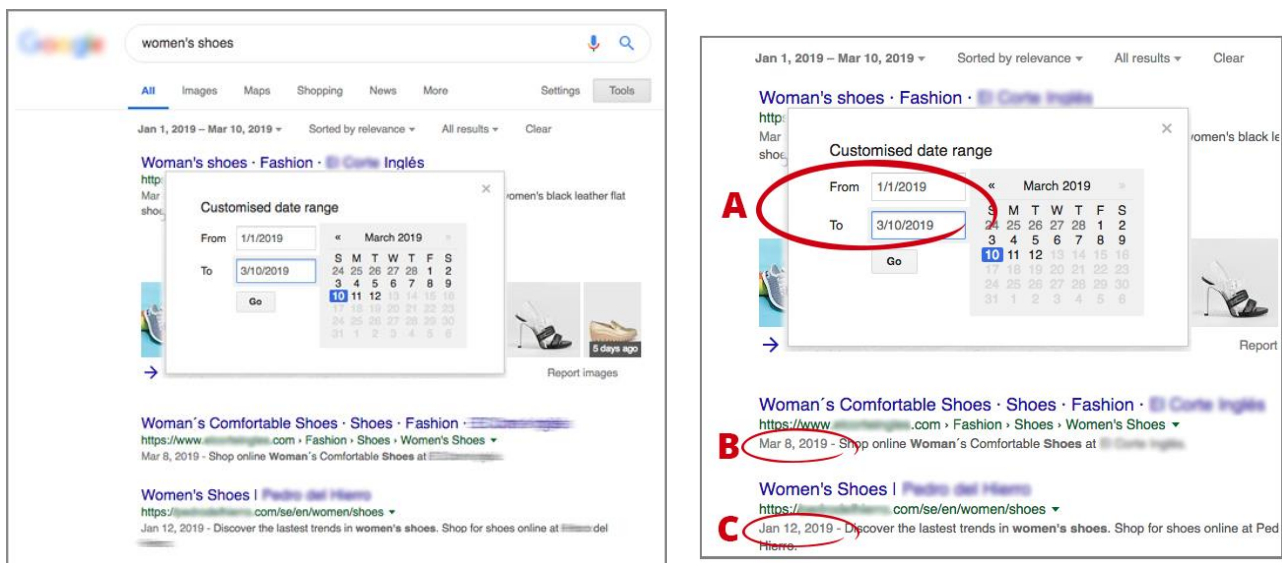 women's shoes
All Images Maps Shopping News More Settings Tools
Jan 1, 2019 – Mar 10, 2019 Sorted by relevance All results Clear
Woman's shoes · Fashion · Inglés
http
Mar women's black leather flat
shoe
Customised date range
From 1/1/2019
To 3/10/2019
Go
« March 2019 »
S M T W T F S
24 25 26 27 28 1 2
3 4 5 6 7 8 9
10 11 12 13 14 15 16
17 18 19 20 21 22 23
24 25 26 27 28 29 30
31 1 2 3 4 5 6
5 days ago
Report images
Woman´s Comfortable Shoes · Shoes · Fashion ·
https://www. .com › Fashion › Shoes › Women's Shoes
Mar 8, 2019 - Shop online Woman´s Comfortable Shoes at
Women's Shoes |
https:/ .com/se/en/women/shoes
Jan 12, 2019 - Discover the lastest trends in women's shoes. Shop for shoes online at del
Jan 1, 2019 – Mar 10, 2019 Sorted by relevance All results Clear
Woman's shoes · Fashion ·
http
Mar women's black le
shoe
Customised date range
A
From 1/1/2019
To 3/10/2019
Go
« March 2019 »
S M T W T F S
24 25 26 27 28 1 2
3 4 5 6 7 8 9
10 11 12 13 14 15 16
17 18 19 20 21 22 23
24 25 26 27 28 29 30
31 1 2 3 4 5 6
Report
Woman´s Comfortable Shoes · Shoes · Fashion ·
https://www. .com › Fashion › Shoes › Women's Shoes
B Mar 8, 2019 - Shop online Woman´s Comfortable Shoes at
Women's Shoes |
https:/ .com/se/en/women/shoes
C Jan 12, 2019 - Discover the lastest trends in women's shoes. Shop for shoes online at Ped
Hierro.